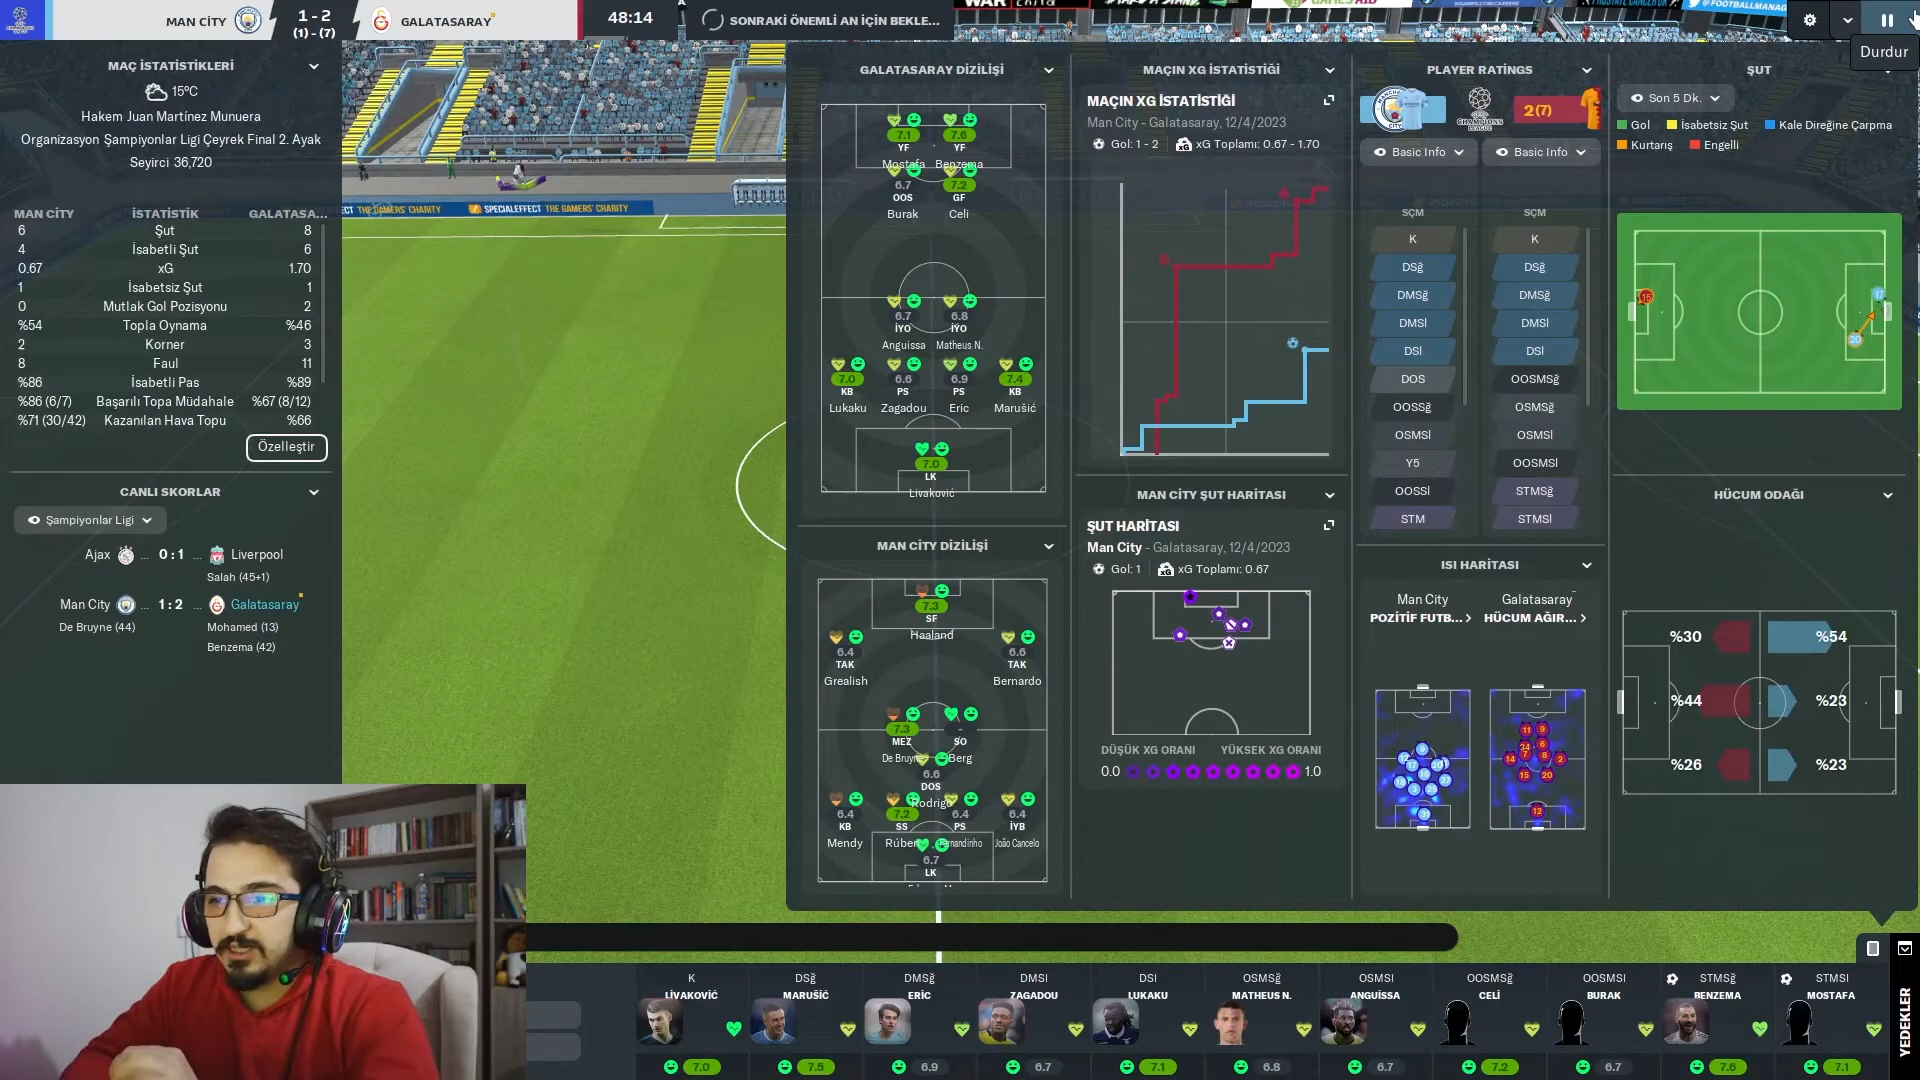 MAN CITY
1 - 2
(1) - (7)
GALATASARAY
48:14
SONRAKİ ÖNEMLİ AN İÇİN BEKLE...
Durdur
MAÇ İSTATİSTİKLERİ
15°C
Hakem Juan Martínez Munuera
Organizasyon Şampiyonlar Ligi Çeyrek Final 2. Ayak
Seyirci 36,720
MAN CITY İSTATİSTİK GALATASA...
6 Şut 8
4 İsabetli Şut 6
0.67 xG 1.70
1 İsabetsiz Şut 1
0 Mutlak Gol Pozisyonu 2
%54 Topla Oynama %46
2 Korner 3
8 Faul 11
%86 İsabetli Pas %89
%86 (6/7) Başarılı Topa Müdahale %67 (8/12)
%71 (30/42) Kazanılan Hava Topu %66
Özelleştir
CANLI SKORLAR
Şampiyonlar Ligi
Ajax ... 0 : 1 Liverpool
Salah (45+1)
Man City ... 1 : 2 ... Galatasaray
De Bruyne (44) Mohamed (13)
Benzema (42)
SPECIALEFFECT THE GAMERS' CHARITY
SPECIALEFFECT THE GAMERS' CHARITY
GALATASARAY DİZİLİŞİ
7.1 7.6
YF YF
Mostafa Benzema
6.7 7.2
OOS GF
Burak Celi
6.7 6.8
İYO İYO
Anguissa Matheus N.
7.0 6.6 6.9 7.4
KB PS PS KB
Lukaku Zagadou Eric Marušić
7.0
LK
Livaković
MAN CITY DİZİLİŞİ
7.3
SF
Haaland
6.4 6.6
TAK TAK
Grealish Bernardo
7.3 -
MEZ SO
De Bruyne Berg
6.6
DOS
Rodrigo
6.4 7.2 6.4 6.4
KB SS PS İYB
Mendy Rúben Fernandinho João Cancelo
6.7
LK
MAÇIN XG İSTATİSTİĞİ
MAÇIN XG İSTATİSTİĞİ
Man City - Galatasaray, 12/4/2023
Gol: 1 - 2 xG Toplamı: 0.67 - 1.70
MAN CITY ŞUT HARİTASI
ŞUT HARİTASI
Man City - Galatasaray, 12/4/2023
Gol: 1 xG Toplamı: 0.67
DÜŞÜK XG ORANI YÜKSEK XG ORANI
0.0 1.0
PLAYER RATINGS
2(7)
Basic Info Basic Info
SÇM SÇM
K K
DSğ DSğ
DMSğ DMSğ
DMSl DMSl
DSl DSl
DOS OOSMSğ
OOSSğ OSMSğ
OSMSl OSMSl
Y5 OOSMSl
OOSSl STMSğ
STM STMSl
ISI HARİTASI
Man City Galatasaray
POZİTİF FUTB... HÜCUM AĞIR...
ŞUT
Son 5 Dk.
Gol İsabetsiz Şut Kale Direğine Çarpma
Kurtarış Engelli
15 17
20
HÜCUM ODAĞI
%30 %54
%44 %23
%26 %23
K DSğ DMSğ DMSl DSl OSMSğ OSMSl OOSMSğ OOSMSl STMSğ STMSl
LİVAKOVIĆ MARUŠIĆ ERIC ZAGADOU LUKAKU MATHEUS N. ANGUISSA CELİ BURAK BENZEMA MOSTAFA
7.0 7.5 6.9 6.7 7.1 6.8 6.7 7.2 6.7 7.6 7.1
YEDEKLER